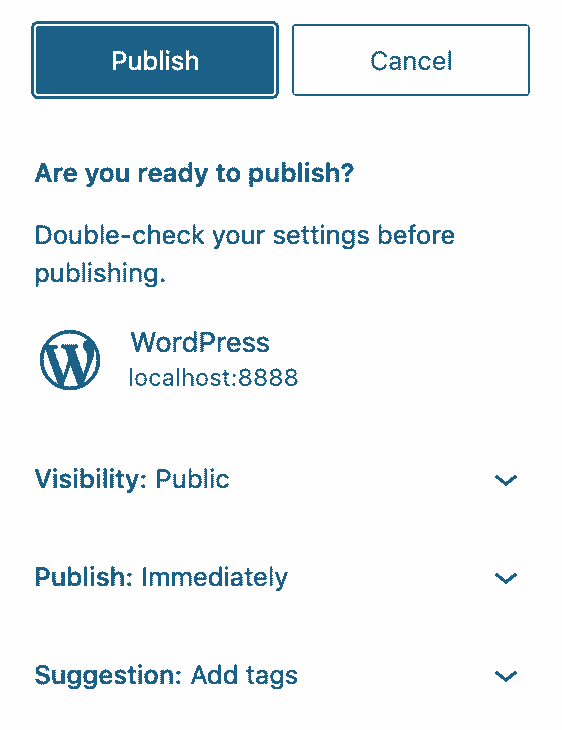 Publish Cancel
Are you ready to publish?
Double-check your settings before
publishing.
WordPress
localhost:8888
Visibility: Public
Publish: Immediately
Suggestion: Add tags